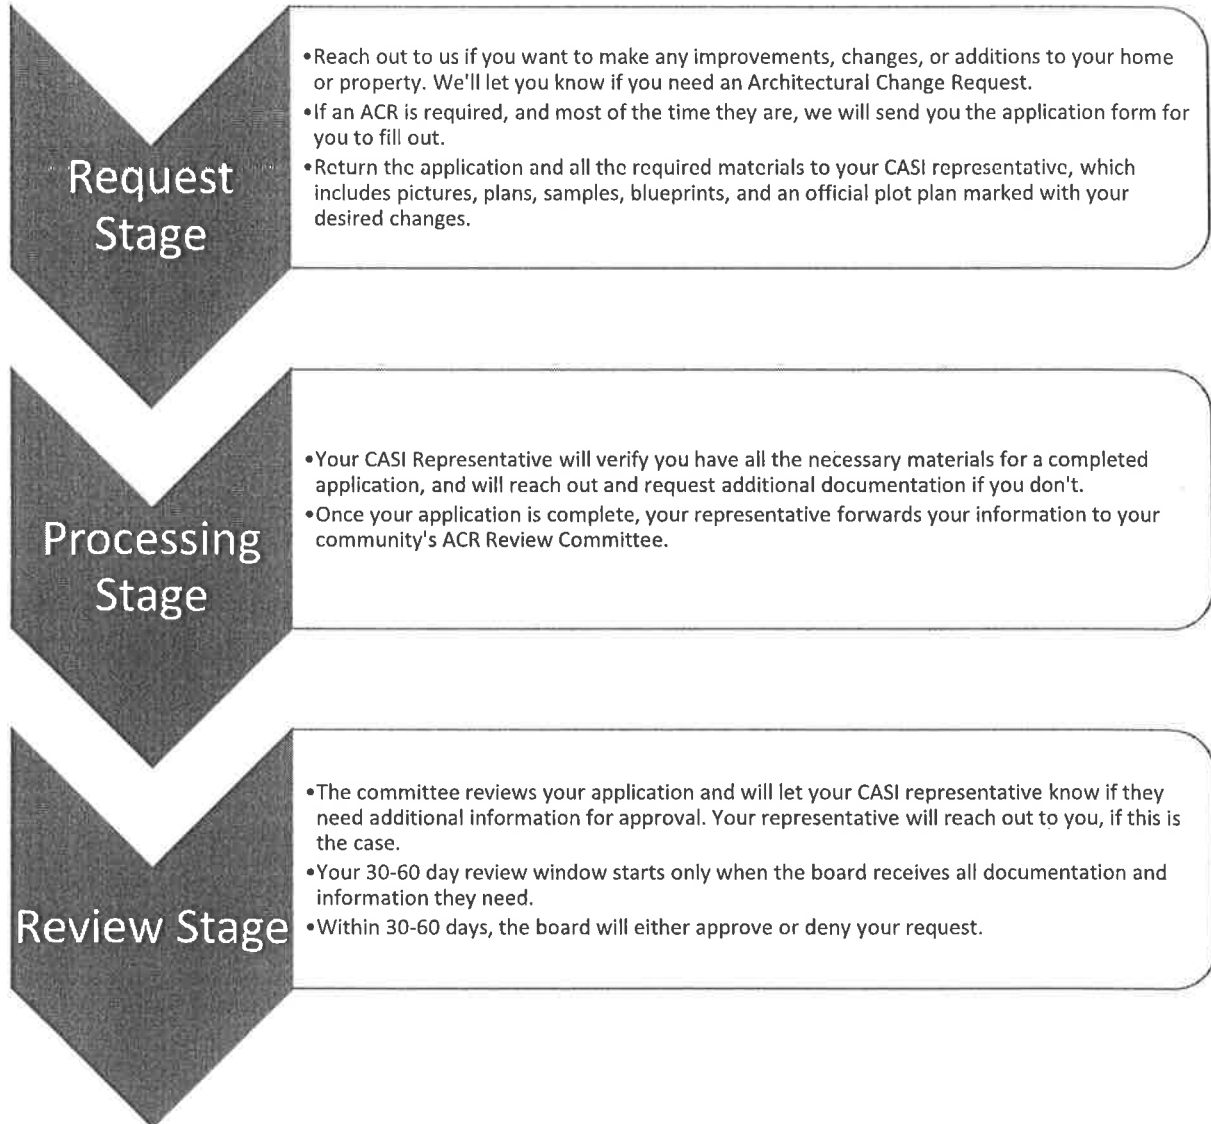 Request
Stage
•Reach out to us if you want to make any improvements, changes, or additions to your home
or property. We'll let you know if you need an Architectural Change Request.
•If an ACR is required, and most of the time they are, we will send you the application form for
you to fill out.
•Return the application and all the required materials to your CASI representative, which
includes pictures, plans, samples, blueprints, and an official plot plan marked with your
desired changes.
Processing
Stage
•Your CASI Representative will verify you have all the necessary materials for a completed
application, and will reach out and request additional documentation if you don't.
•Once your application is complete, your representative forwards your information to your
community's ACR Review Committee.
Review Stage
•The committee reviews your application and will let your CASI representative know if they
need additional information for approval. Your representative will reach out to you, if this is
the case.
•Your 30-60 day review window starts only when the board receives all documentation and
information they need.
•Within 30-60 days, the board will either approve or deny your request.